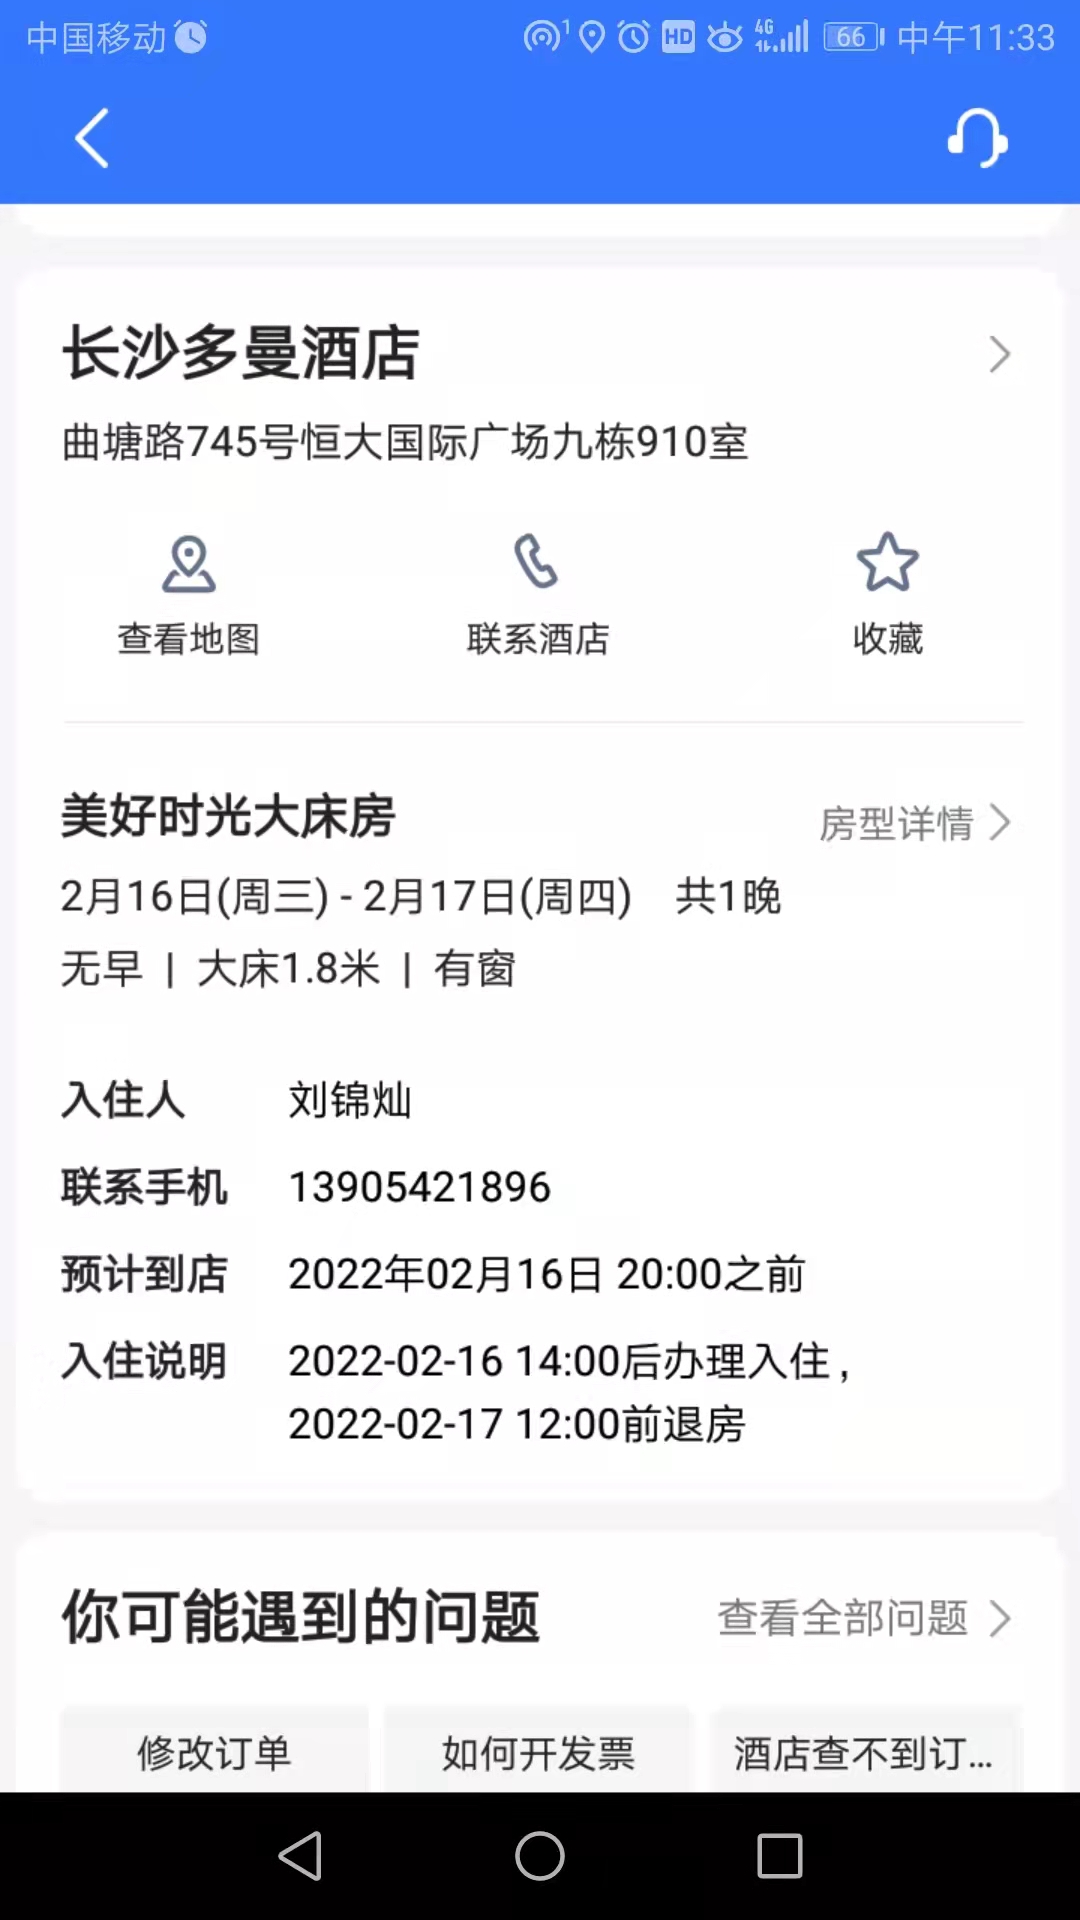 中国移动
1 HD 4G 66 中午11:33
长沙多曼酒店
曲塘路745号恒大国际广场九栋910室
查看地图 联系酒店 收藏
美好时光大床房 房型详情
2月16日(周三) - 2月17日(周四) 共1晚
无早 | 大床1.8米 | 有窗
入住人 刘锦灿
联系手机 13905421896
预计到店 2022年02月16日 20:00之前
入住说明 2022-02-16 14:00后办理入住,
2022-02-17 12:00前退房
你可能遇到的问题 查看全部问题
修改订单 如何开发票 酒店查不到订...